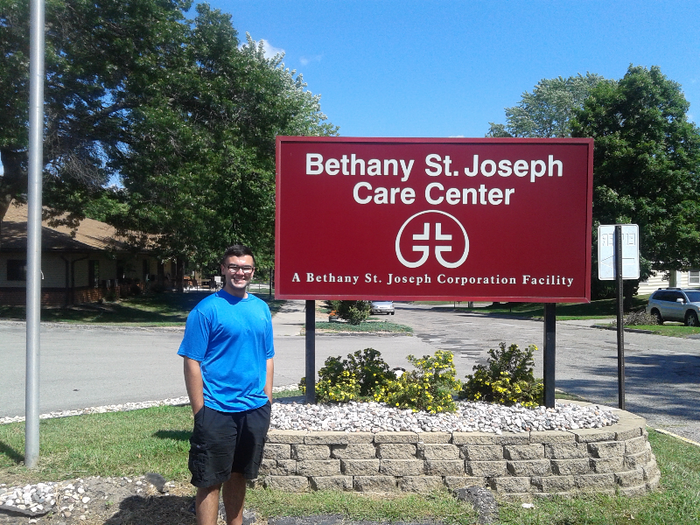 Bethany St. Joseph
Care Center
A Bethany St. Joseph Corporation Facility